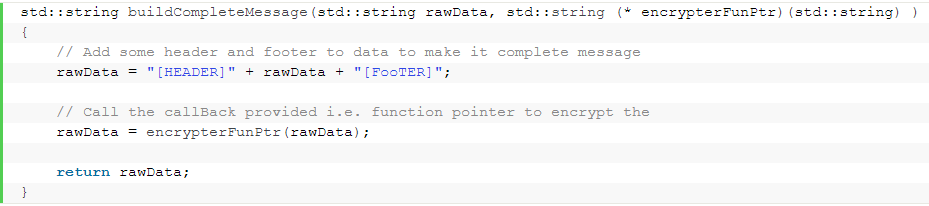 std::string buildCompleteMessage(std::string rawData, std::string (* encrypterFunPtr)(std::string) )
{
// Add some header and footer to data to make it complete message
rawData = "[HEADER]" + rawData + "[FooTER]";
// Call the callBack provided i.e. function pointer to encrypt the
rawData = encrypterFunPtr(rawData);
return rawData;
}